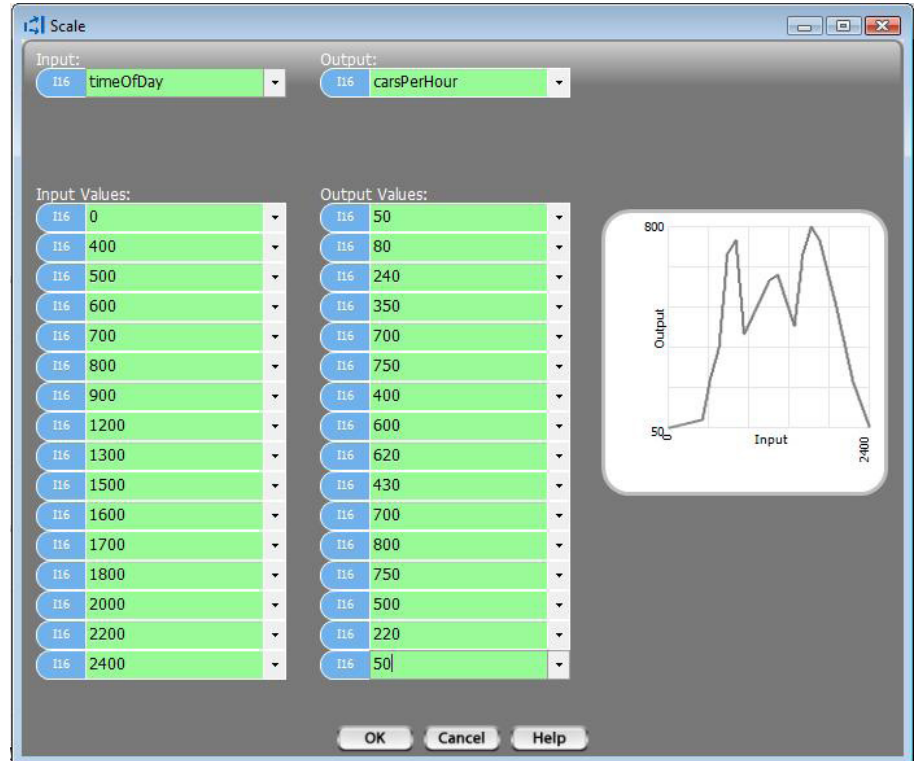 Scale
Input: Output:
I16 timeOfDay I16 carsPerHour
Input Values: Output Values:
I16 0 I16 50
I16 400 I16 80
I16 500 I16 240
I16 600 I16 350
I16 700 I16 700
I16 800 I16 750
I16 900 I16 400
I16 1200 I16 600
I16 1300 I16 620
I16 1500 I16 430
I16 1600 I16 700
I16 1700 I16 800
I16 1800 I16 750
I16 2000 I16 500
I16 2200 I16 220
I16 2400 I16 50
800
Output
50
0
Input
2400
OK Cancel Help